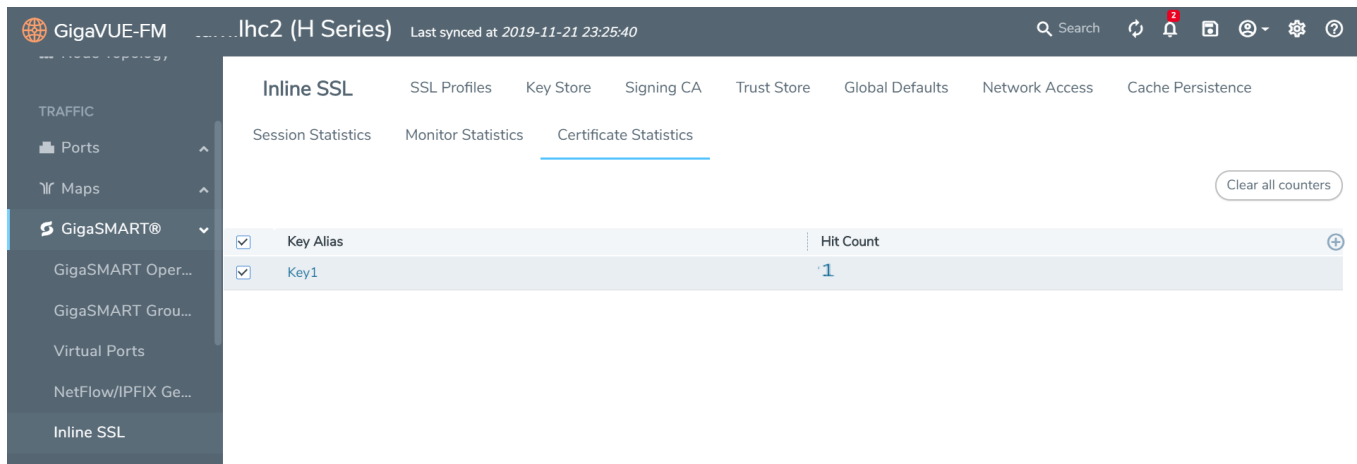 GigaVUE-FM lhc2 (H Series) Last synced at 2019-11-21 23:25:40 Search 2
TRAFFIC
Ports
Maps
GigaSMART®
GigaSMART Oper...
GigaSMART Grou...
Virtual Ports
NetFlow/IPFIX Ge...
Inline SSL
Inline SSL SSL Profiles Key Store Signing CA Trust Store Global Defaults Network Access Cache Persistence
Session Statistics Monitor Statistics Certificate Statistics
Clear all counters
Key Alias Hit Count
Key1 1